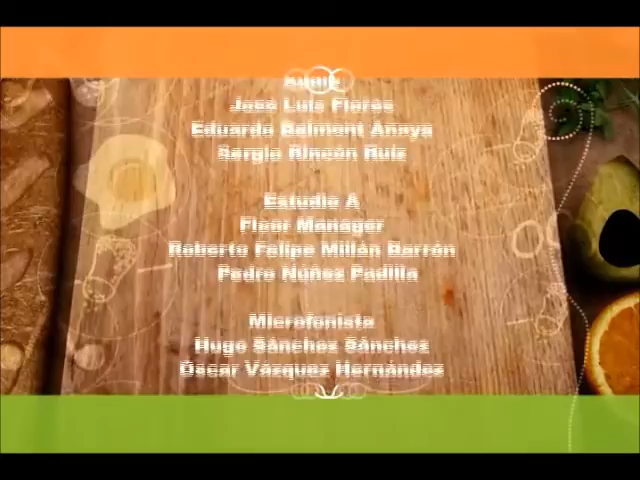 Audio
José Luis Flores
Eduardo Belmont Anaya
Sergio Rincón Ruiz
Estudio A
Floor Manager
Roberto Felipe Millán Barrón
Pedro Núñez Padilla
Microfonista
Hugo Sánchez Sánchez
Óscar Vázquez Hernández